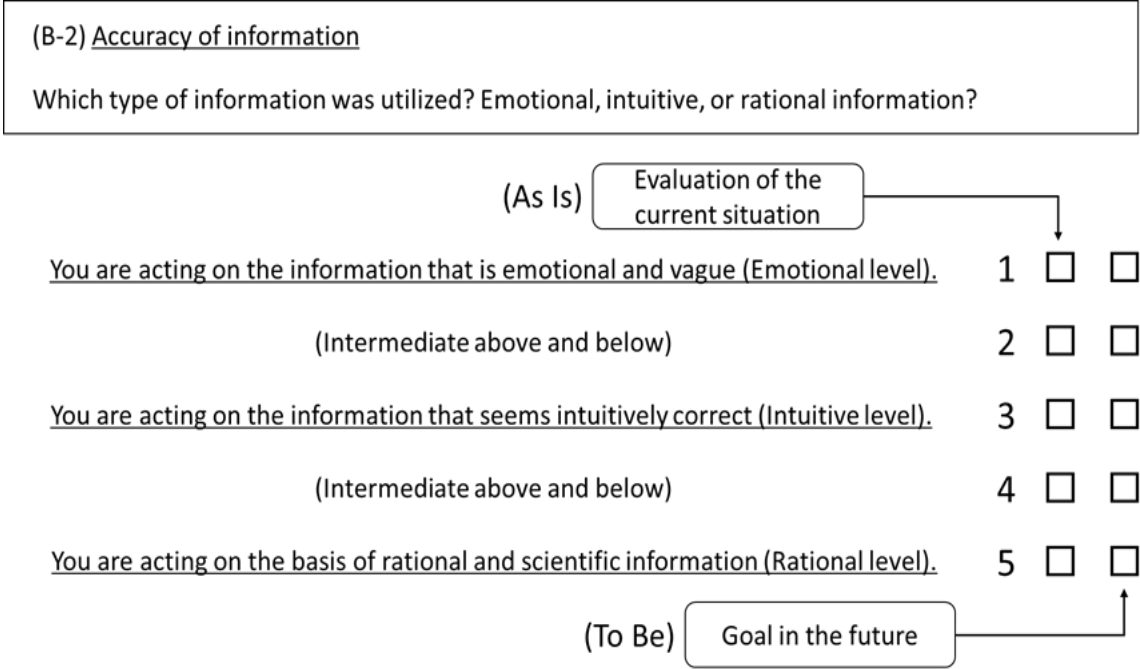 (B-2) Accuracy of information
Which type of information was utilized? Emotional, intuitive, or rational information?
(As Is)
Evaluation of the
current situation
You are acting on the information that is emotional and vague (Emotional level). 1 ☐ ☐
(Intermediate above and below) 2 ☐ ☐
You are acting on the information that seems intuitively correct (Intuitive level). 3 ☐ ☐
(Intermediate above and below) 4 ☐ ☐
You are acting on the basis of rational and scientific information (Rational level). 5 ☐ ☐
(To Be) Goal in the future